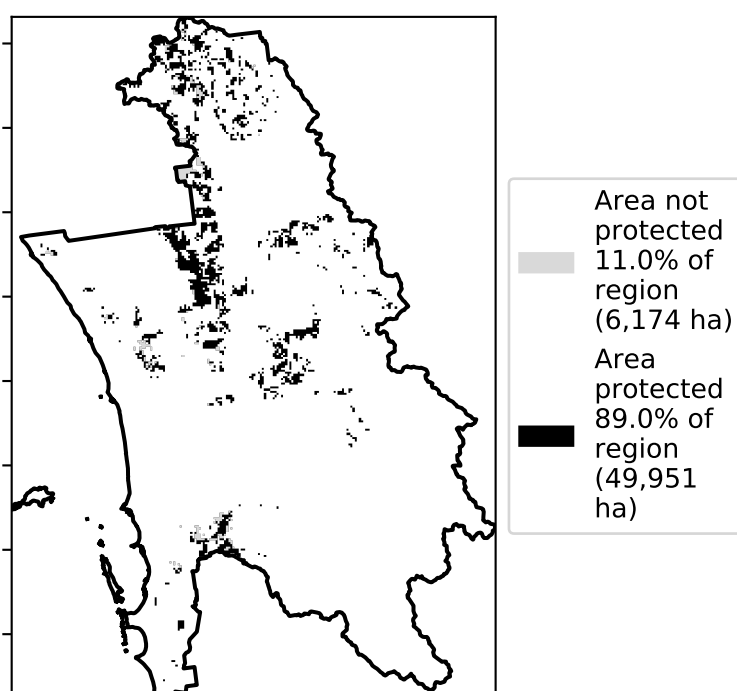 Area not
protected
11.0% of
region
(6,174 ha)
Area
protected
89.0% of
region
(49,951
ha)